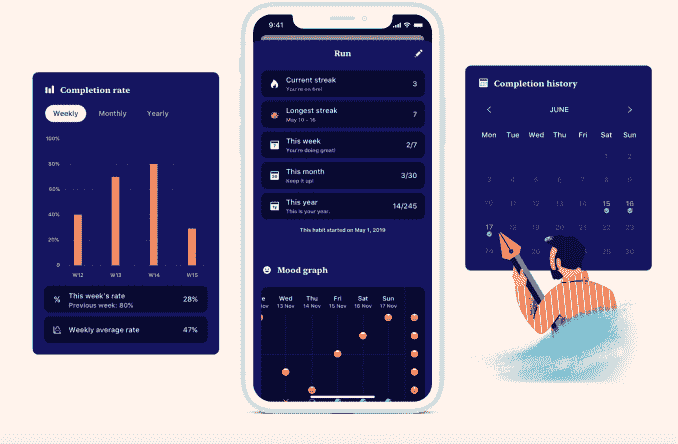 Completion rate
Weekly Monthly Yearly
100%
80%
60%
40%
20%
0
W12 W13 W14 W15
This week's rate
Previous week: 80%
28%
Weekly average rate
47%
9:41
Run
Current streak
You're on fire!
3
Longest streak
May 10 - 16
7
This week
You're doing great!
2/7
This month
Keep it up!
3/30
This year
This is your year.
14/245
This habit started on May 1, 2019
Mood graph
e Wed Thu Fri Sat Sun
Nov 13 Nov 14 Nov 15 Nov 16 Nov 17 Nov
Completion history
JUNE
Mon Tue Wed Thu Fri Sat Sun
1 2
3 4 5 6 7 8 9
10 11 12 13 14 15 16
17 18 19 20 21 22 23
24 25 26 29 30